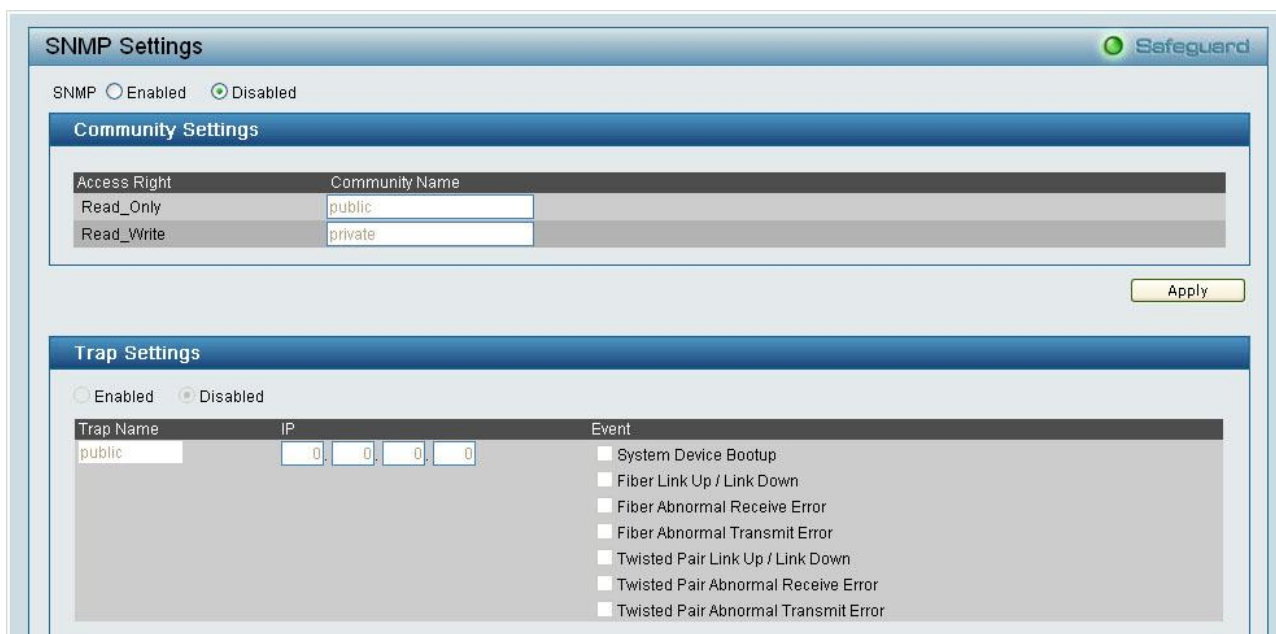 SNMP Settings Safeguard
SNMP Enabled Disabled
Community Settings
Access Right Community Name
Read_Only public
Read_Write private
Apply
Trap Settings
Enabled Disabled
Trap Name IP Event
public 0. 0. 0. 0 System Device Bootup
Fiber Link Up / Link Down
Fiber Abnormal Receive Error
Fiber Abnormal Transmit Error
Twisted Pair Link Up / Link Down
Twisted Pair Abnormal Receive Error
Twisted Pair Abnormal Transmit Error